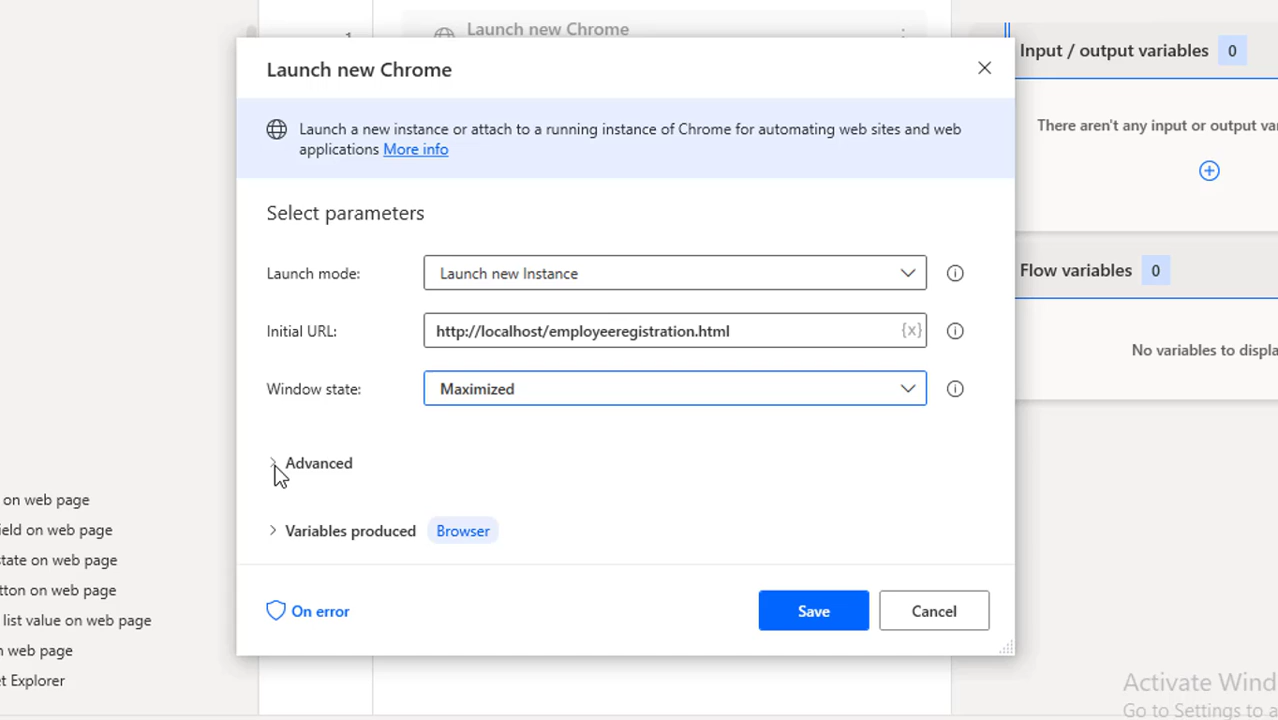 1
Launch new Chrome
Launch new Chrome
Launch a new instance or attach to a running instance of Chrome for automating web sites and web
applications More info
Select parameters
Launch mode:
Launch new Instance
Initial URL:
http://localhost/employeeregistration.html
{x}
Window state:
Maximized
Advanced
Variables produced
Browser
On error
Save
Cancel
Input / output variables 0
There aren't any input or output va
Flow variables 0
No variables to displa
on web page
ield on web page
tate on web page
tton on web page
list value on web page
web page
t Explorer
Activate Wind
Go to Settings to a